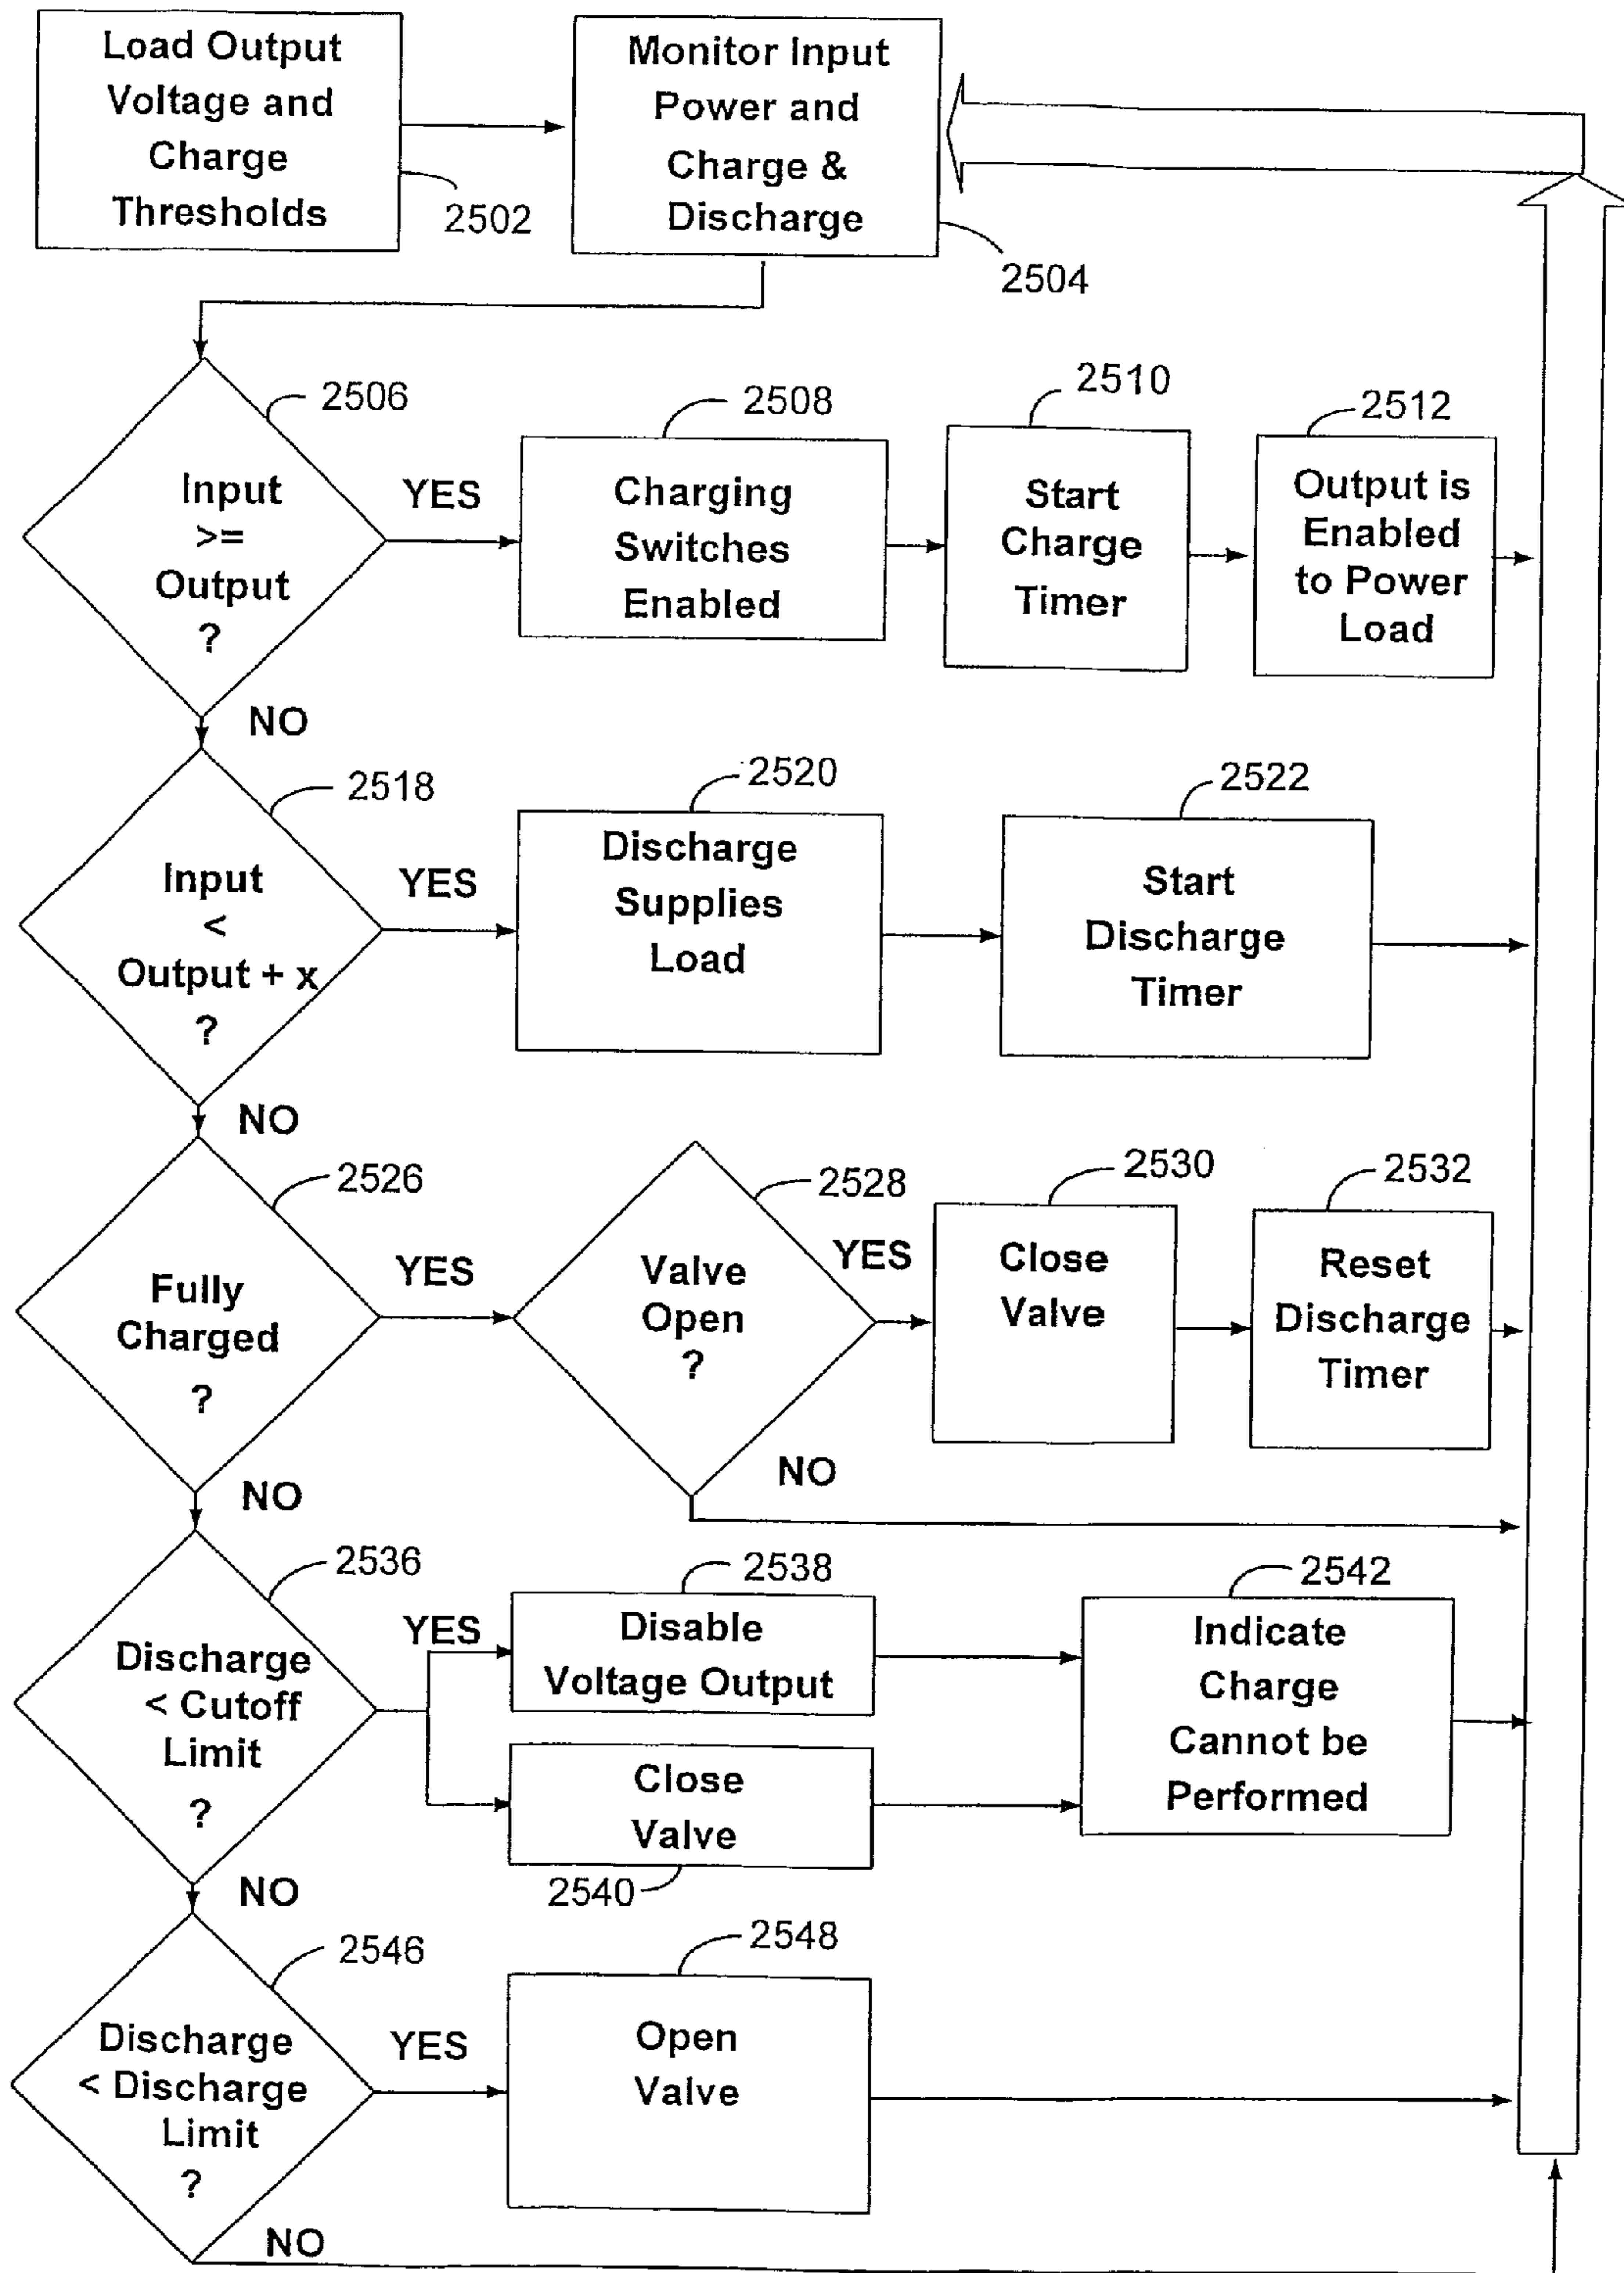 Load Output
Voltage and
Charge
Thresholds
2502
Monitor Input
Power and
Charge &
Discharge
2504
2506
Input
>=
Output
?
YES
2508
Charging
Switches
Enabled
2510
Start
Charge
Timer
2512
Output is
Enabled
to Power
Load
NO
2518
Input
<
Output + x
?
YES
2520
Discharge
Supplies
Load
2522
Start
Discharge
Timer
NO
2526
Fully
Charged
?
YES
2528
Valve
Open
?
YES
2530
Close
Valve
2532
Reset
Discharge
Timer
NO
NO
2536
Discharge
< Cutoff
Limit
?
YES
2538
Disable
Voltage Output
Close
Valve
2540
2542
Indicate
Charge
Cannot be
Performed
NO
2546
Discharge
< Discharge
Limit
?
YES
2548
Open
Valve
NO